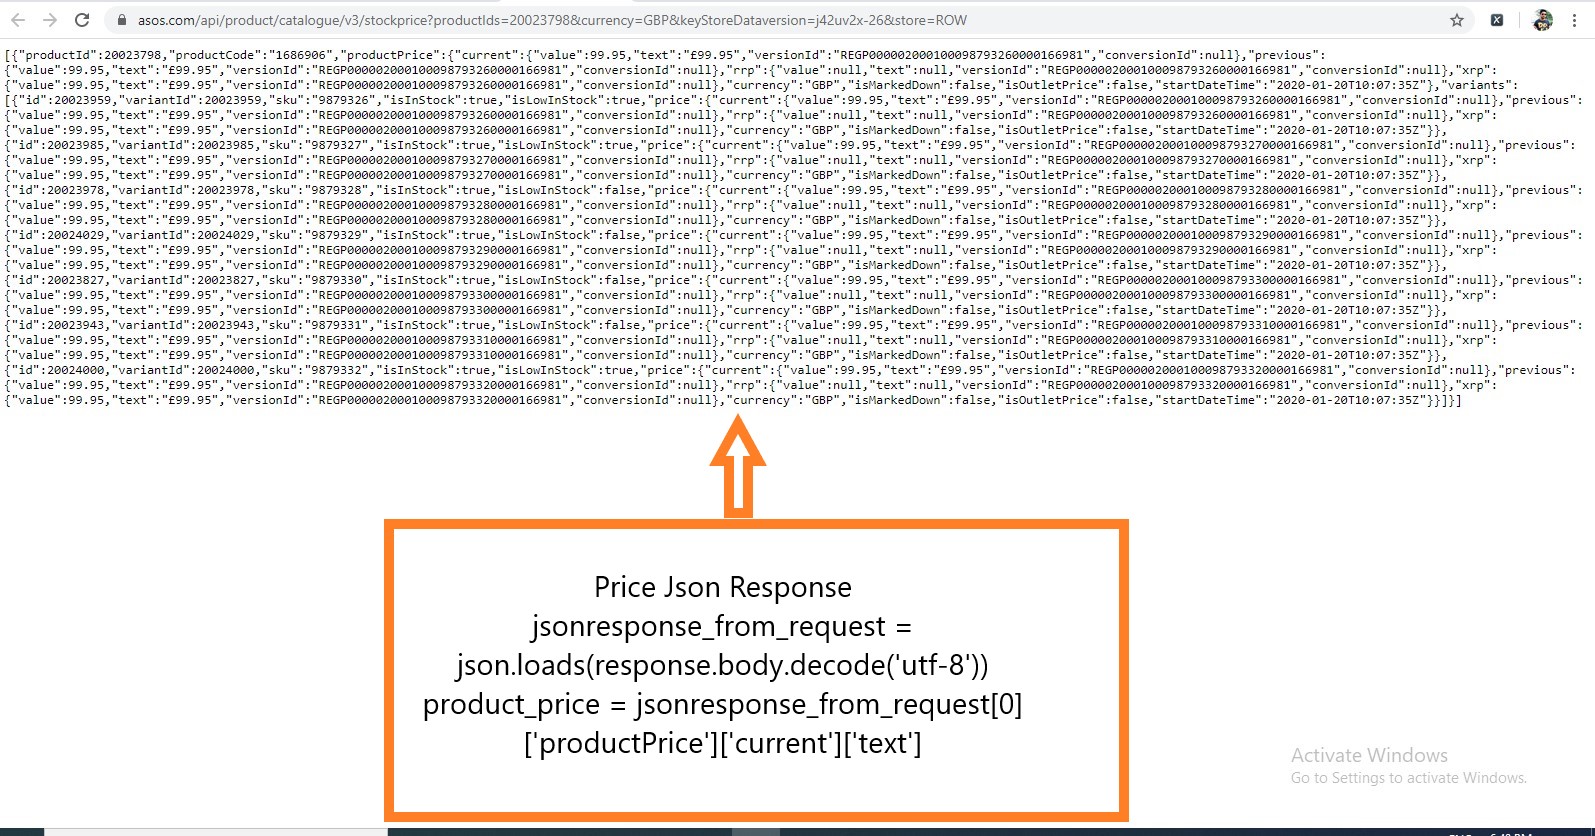 asos.com/api/product/catalogue/v3/stockprice?productIds=20023798&currency=GBP&keyStoreDataversion=j42uv2x-26&store=ROW
[{"productId":20023798,"productCode":"1686906","productPrice":{"current":{"value":99.95,"text":"£99.95","versionId":"REGP000002000100098793260000166981","conversionId":null},"previous":
{"value":99.95,"text":"£99.95","versionId":"REGP000002000100098793260000166981","conversionId":null},"rrp":{"value":null,"text":null,"versionId":"REGP000002000100098793260000166981","conversionId":null},"xrp":
{"value":99.95,"text":"£99.95","versionId":"REGP000002000100098793260000166981","conversionId":null},"currency":"GBP","isMarkedDown":false,"isOutletPrice":false,"startDateTime":"2020-01-20T10:07:35Z"},"variants":
[{"id":20023959,"variantId":20023959,"sku":"9879326","isInStock":true,"isLowInStock":true,"price":{"current":{"value":99.95,"text":"£99.95","versionId":"REGP000002000100098793260000166981","conversionId":null},"previous":
{"value":99.95,"text":"£99.95","versionId":"REGP000002000100098793260000166981","conversionId":null},"rrp":{"value":null,"text":null,"versionId":"REGP000002000100098793260000166981","conversionId":null},"xrp":
{"value":99.95,"text":"£99.95","versionId":"REGP000002000100098793260000166981","conversionId":null},"currency":"GBP","isMarkedDown":false,"isOutletPrice":false,"startDateTime":"2020-01-20T10:07:35Z"}},
{"id":20023985,"variantId":20023985,"sku":"9879327","isInStock":true,"isLowInStock":true,"price":{"current":{"value":99.95,"text":"£99.95","versionId":"REGP000002000100098793270000166981","conversionId":null},"previous":
{"value":99.95,"text":"£99.95","versionId":"REGP000002000100098793270000166981","conversionId":null},"rrp":{"value":null,"text":null,"versionId":"REGP000002000100098793270000166981","conversionId":null},"xrp":
{"value":99.95,"text":"£99.95","versionId":"REGP000002000100098793270000166981","conversionId":null},"currency":"GBP","isMarkedDown":false,"isOutletPrice":false,"startDateTime":"2020-01-20T10:07:35Z"}},
{"id":20023978,"variantId":20023978,"sku":"9879328","isInStock":true,"isLowInStock":false,"price":{"current":{"value":99.95,"text":"£99.95","versionId":"REGP000002000100098793280000166981","conversionId":null},"previous":
{"value":99.95,"text":"£99.95","versionId":"REGP000002000100098793280000166981","conversionId":null},"rrp":{"value":null,"text":null,"versionId":"REGP000002000100098793280000166981","conversionId":null},"xrp":
{"value":99.95,"text":"£99.95","versionId":"REGP000002000100098793280000166981","conversionId":null},"currency":"GBP","isMarkedDown":false,"isOutletPrice":false,"startDateTime":"2020-01-20T10:07:35Z"}},
{"id":20024029,"variantId":20024029,"sku":"9879329","isInStock":true,"isLowInStock":false,"price":{"current":{"value":99.95,"text":"£99.95","versionId":"REGP000002000100098793290000166981","conversionId":null},"previous":
{"value":99.95,"text":"£99.95","versionId":"REGP000002000100098793290000166981","conversionId":null},"rrp":{"value":null,"text":null,"versionId":"REGP000002000100098793290000166981","conversionId":null},"xrp":
{"value":99.95,"text":"£99.95","versionId":"REGP000002000100098793290000166981","conversionId":null},"currency":"GBP","isMarkedDown":false,"isOutletPrice":false,"startDateTime":"2020-01-20T10:07:35Z"}},
{"id":20023827,"variantId":20023827,"sku":"9879330","isInStock":true,"isLowInStock":false,"price":{"current":{"value":99.95,"text":"£99.95","versionId":"REGP000002000100098793300000166981","conversionId":null},"previous":
{"value":99.95,"text":"£99.95","versionId":"REGP000002000100098793300000166981","conversionId":null},"rrp":{"value":null,"text":null,"versionId":"REGP000002000100098793300000166981","conversionId":null},"xrp":
{"value":99.95,"text":"£99.95","versionId":"REGP000002000100098793300000166981","conversionId":null},"currency":"GBP","isMarkedDown":false,"isOutletPrice":false,"startDateTime":"2020-01-20T10:07:35Z"}},
{"id":20023943,"variantId":20023943,"sku":"9879331","isInStock":true,"isLowInStock":false,"price":{"current":{"value":99.95,"text":"£99.95","versionId":"REGP000002000100098793310000166981","conversionId":null},"previous":
{"value":99.95,"text":"£99.95","versionId":"REGP000002000100098793310000166981","conversionId":null},"rrp":{"value":null,"text":null,"versionId":"REGP000002000100098793310000166981","conversionId":null},"xrp":
{"value":99.95,"text":"£99.95","versionId":"REGP000002000100098793310000166981","conversionId":null},"currency":"GBP","isMarkedDown":false,"isOutletPrice":false,"startDateTime":"2020-01-20T10:07:35Z"}},
{"id":20024000,"variantId":20024000,"sku":"9879332","isInStock":true,"isLowInStock":true,"price":{"current":{"value":99.95,"text":"£99.95","versionId":"REGP000002000100098793320000166981","conversionId":null},"previous":
{"value":99.95,"text":"£99.95","versionId":"REGP000002000100098793320000166981","conversionId":null},"rrp":{"value":null,"text":null,"versionId":"REGP000002000100098793320000166981","conversionId":null},"xrp":
{"value":99.95,"text":"£99.95","versionId":"REGP000002000100098793320000166981","conversionId":null},"currency":"GBP","isMarkedDown":false,"isOutletPrice":false,"startDateTime":"2020-01-20T10:07:35Z"}}]}]
Price Json Response
jsonresponse_from_request =
json.loads(response.body.decode('utf-8'))
product_price = jsonresponse_from_request[0]
['productPrice']['current']['text']
Activate Windows
Go to Settings to activate Windows.